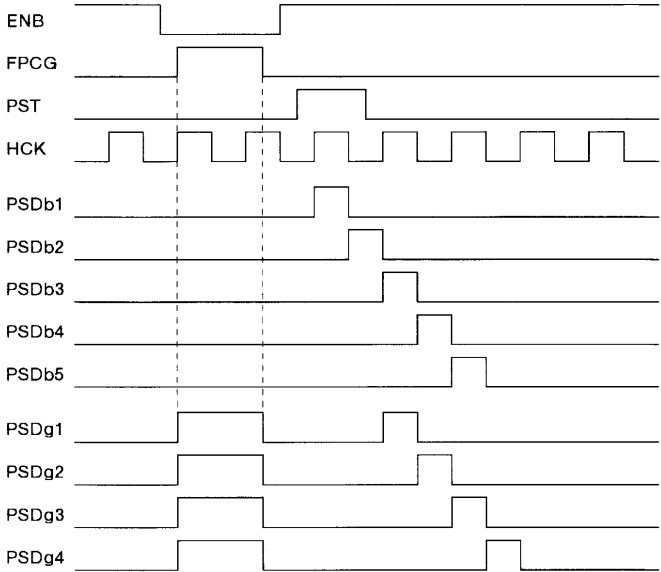 ENB
FPCG
PST
HCK
PSDb1
PSDb2
PSDb3
PSDb4
PSDb5
PSDg1
PSDg2
PSDg3
PSDg4